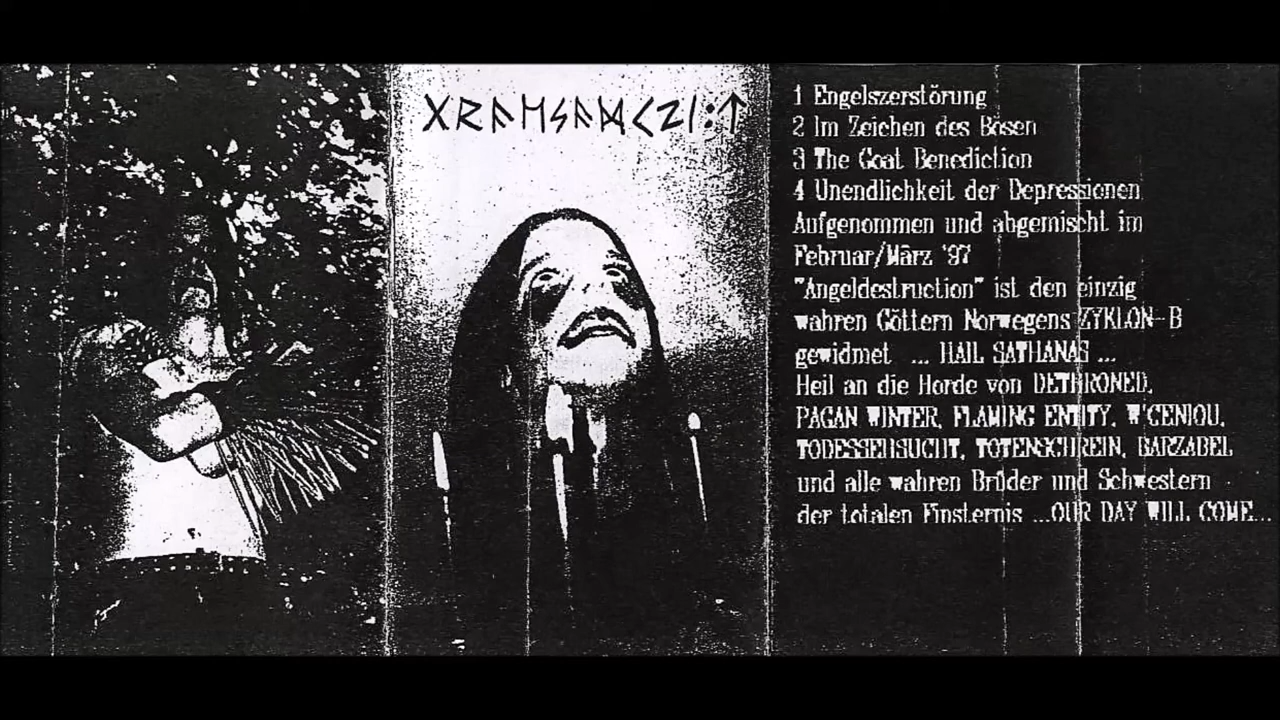 1 Engelszerstörung
2 Im Zeichen des Bösen
3 The Goat Benediction
4 Unendlichkeit der Depressionen
Aufgenommen und abgemischt im
Februar/März '97
"Angeldestruction" ist den einzig
wahren Göttern Norwegens ZYKLON-B
gewidmet ... HAIL SATHANAS ...
Heil an die Horde von DETHRONED,
PAGAN WINTER, FLAMING ENTITY, W'CENIOU,
TODESSEHSUCHT, TOTENSCHREIN, BARZABEL
und alle wahren Brüder und Schwestern
der totalen Finsternis ...OUR DAY WILL COME...